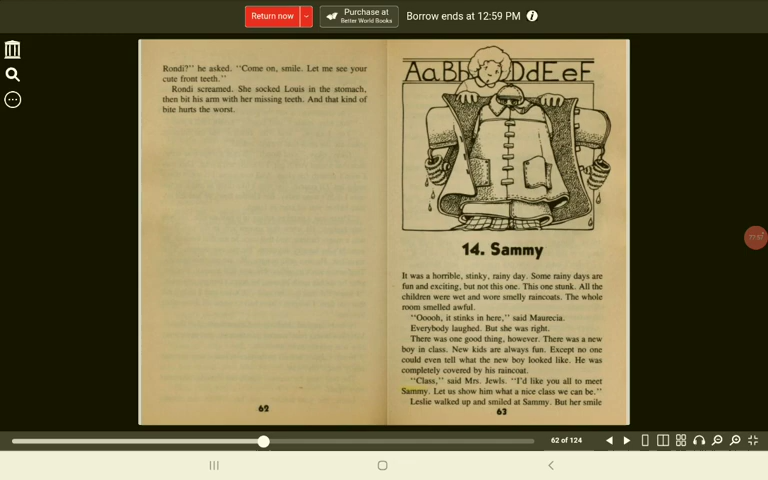 Return now
Purchase at
Better World Books
Borrow ends at 12:59 PM
Rondi?" he asked. "Come on, smile. Let me see your
cute front teeth."
Rondi screamed. She socked Louis in the stomach,
then bit his arm with her missing teeth. And that kind of
bite hurts the worst.
62
AaBb DdEeF
14. Sammy
It was a horrible, stinky, rainy day. Some rainy days are
fun and exciting, but not this one. This one stunk. All the
children were wet and wore smelly raincoats. The whole
room smelled awful.
"Ooooh, it stinks in here," said Maurecia.
Everybody laughed. But she was right.
There was one good thing, however. There was a new
boy in class. New kids are always fun. Except no one
could even tell what the new boy looked like. He was
completely covered by his raincoat.
"Class," said Mrs. Jewls. "I'd like you all to meet
Sammy. Let us show him what a nice class we can be."
Leslie walked up and smiled at Sammy. But her smile
63
62 of 124